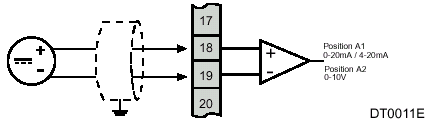 17
18
19
20
+
-
+
-
Position A1
0-20mA / 4-20mA
Position A2
0-10V
DT0011E